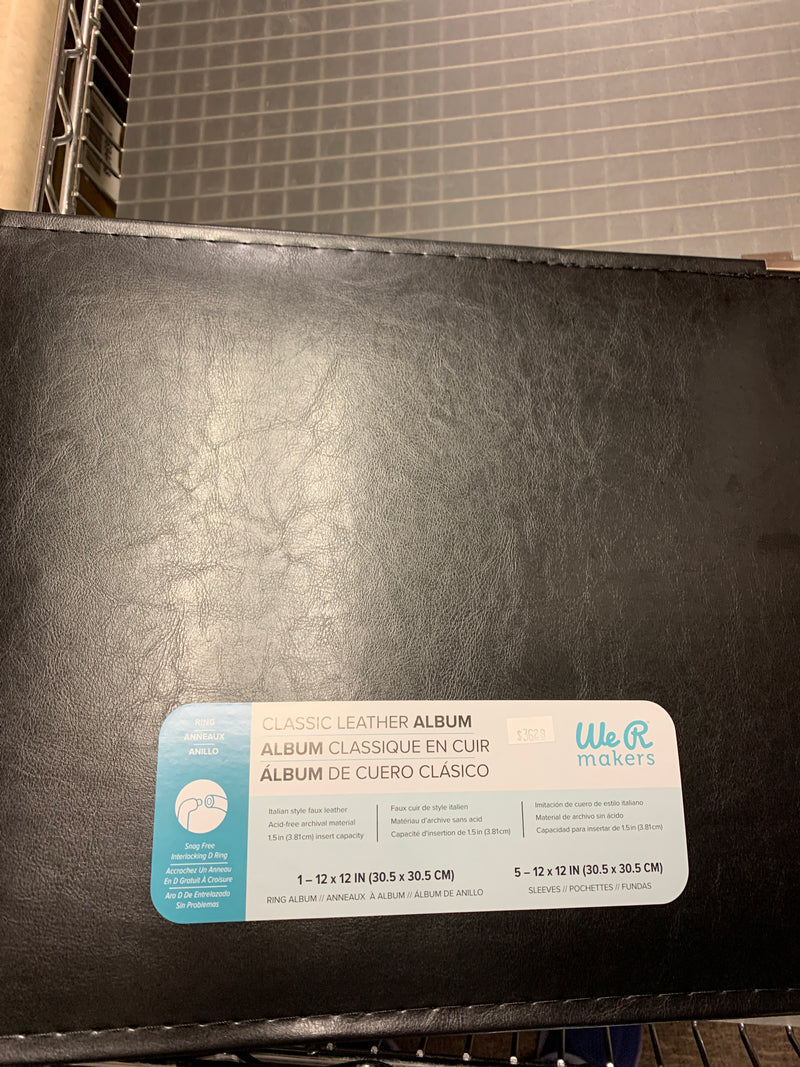 RING
ANNEAUX
ANILLO
Snag Free
Interlocking D Ring
Accrochez Un Anneau
En D Gratuit À Croisure
Aro D De Entrelazado
Sin Problemas
CLASSIC LEATHER ALBUM
ALBUM CLASSIQUE EN CUIR
ÁLBUM DE CUERO CLÁSICO
We R
makers
Italian style faux leather
Acid-free archival material
1.5 in (3.81cm) insert capacity
Faux cuir de style italien
Matériau d'archive sans acid
Capacité d'insertion de 1.5 in (3.81cm)
Imitación de cuero de estilo italiano
Material de archivo sin ácido
Capacidad para insertar de 1.5 in (3.81cm)
1 – 12 x 12 IN (30.5 x 30.5 CM)
RING ALBUM // ANNEAUX À ALBUM // ÁLBUM DE ANILLO
5 – 12 x 12 IN (30.5 x 30.5 CM)
SLEEVES // POCHETTES // FUNDAS